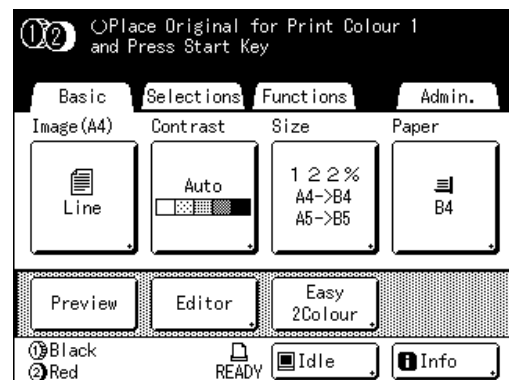 ①② ○Place Original for Print Colour 1
and Press Start Key
Basic Selections Functions Admin.
Image(A4) Contrast Size Paper
Line
Auto
122%
A4->B4
A5->B5
B4
Preview Editor Easy
2Colour
①Black
②Red
READY
Idle
Info